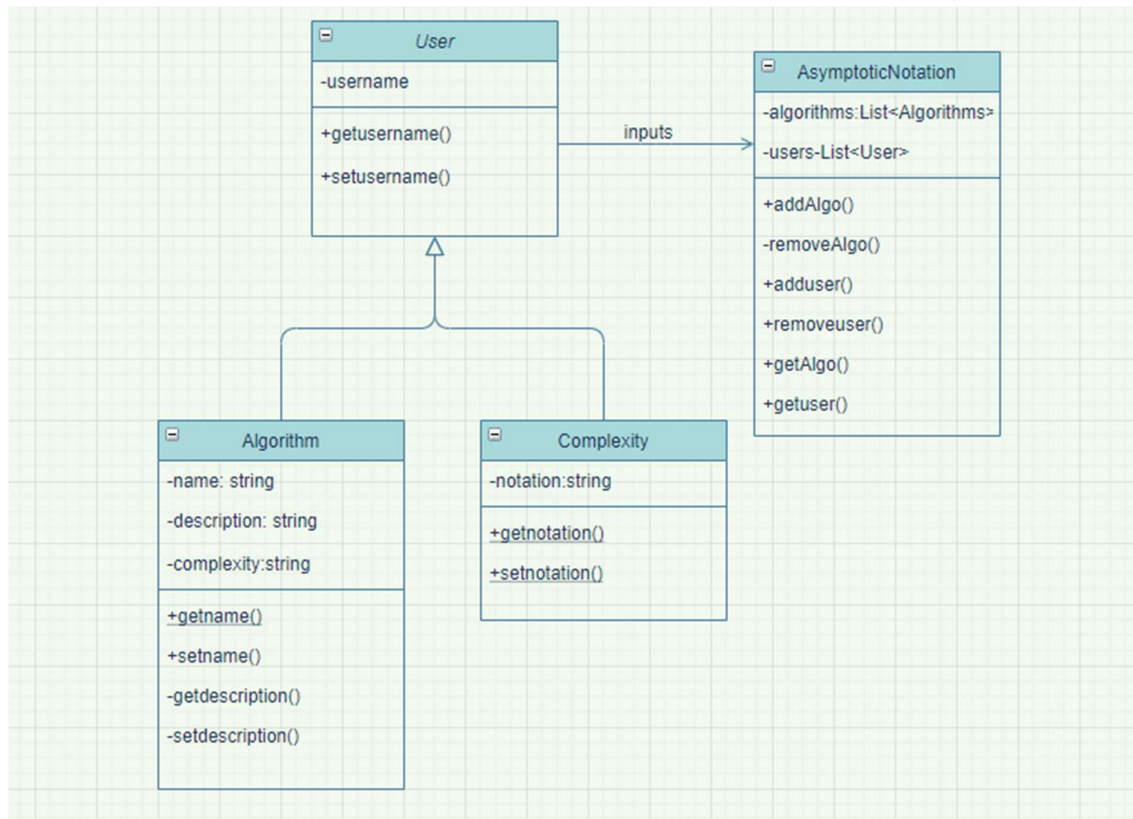 User
-username
+getusername()
+setusername()
inputs
AsymptoticNotation
-algorithms:List<Algorithms>
-users-List<User>
+addAlgo()
-removeAlgo()
+adduser()
+removeuser()
+getAlgo()
+getuser()
Algorithm
-name: string
-description: string
-complexity:string
+getname()
+setname()
-getdescription()
-setdescription()
Complexity
-notation:string
+getnotation()
+setnotation()